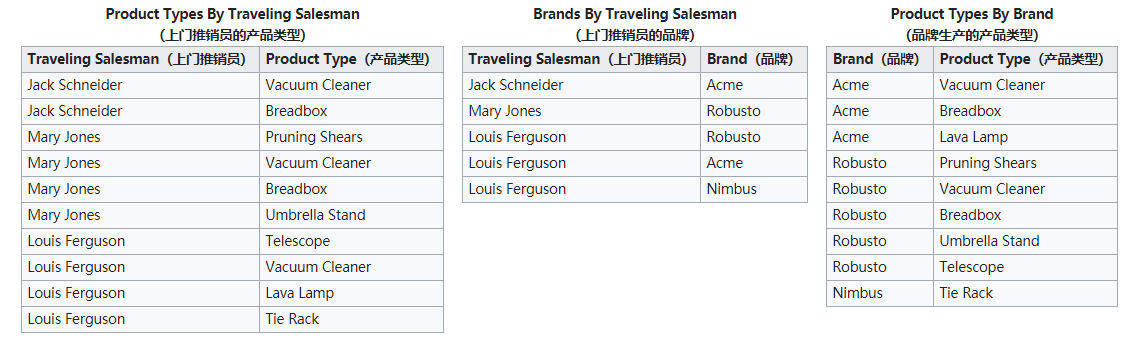 Product Types By Traveling Salesman
(上门推销员的产品类型)
Traveling Salesman（上门推销员） Product Type（产品类型）
Jack Schneider Vacuum Cleaner
Jack Schneider Breadbox
Mary Jones Pruning Shears
Mary Jones Vacuum Cleaner
Mary Jones Breadbox
Mary Jones Umbrella Stand
Louis Ferguson Telescope
Louis Ferguson Vacuum Cleaner
Louis Ferguson Lava Lamp
Louis Ferguson Tie Rack
Brands By Traveling Salesman
(上门推销员的品牌)
Traveling Salesman（上门推销员） Brand（品牌）
Jack Schneider Acme
Mary Jones Robusto
Louis Ferguson Robusto
Louis Ferguson Acme
Louis Ferguson Nimbus
Product Types By Brand
(品牌生产的产品类型)
Brand（品牌） Product Type（产品类型）
Acme Vacuum Cleaner
Acme Breadbox
Acme Lava Lamp
Robusto Pruning Shears
Robusto Vacuum Cleaner
Robusto Breadbox
Robusto Umbrella Stand
Robusto Telescope
Nimbus Tie Rack